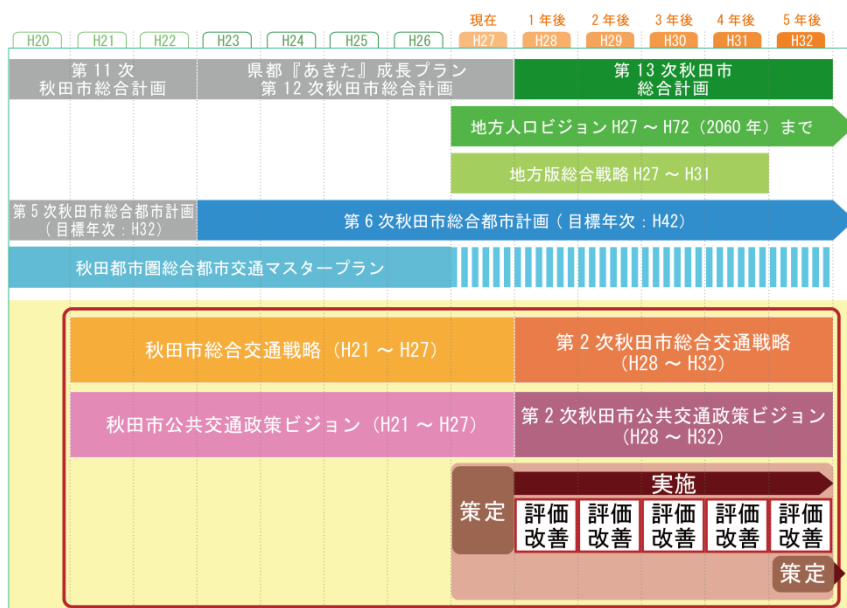 現在 1年後 2年後 3年後 4年後 5年後
H20 H21 H22 H23 H24 H25 H26 H27 H28 H29 H30 H31 H32
第11次
秋田市総合計画
県都『あきた』成長プラン
第12次秋田市総合計画
第13次秋田市
総合計画
地方人口ビジョン H27～H72（2060年）まで
地方版総合戦略 H27～H31
第5次秋田市総合都市計画
（目標年次：H32）
第6次秋田市総合都市計画（目標年次：H42）
秋田都市圏総合都市交通マスタープラン
秋田市総合交通戦略（H21～H27）
第2次秋田市総合交通戦略
（H28～H32）
秋田市公共交通政策ビジョン（H21～H27）
第2次秋田市公共交通政策ビジョン
（H28～H32）
実施
策定
評価 評価 評価 評価 評価
改善 改善 改善 改善 改善
策定